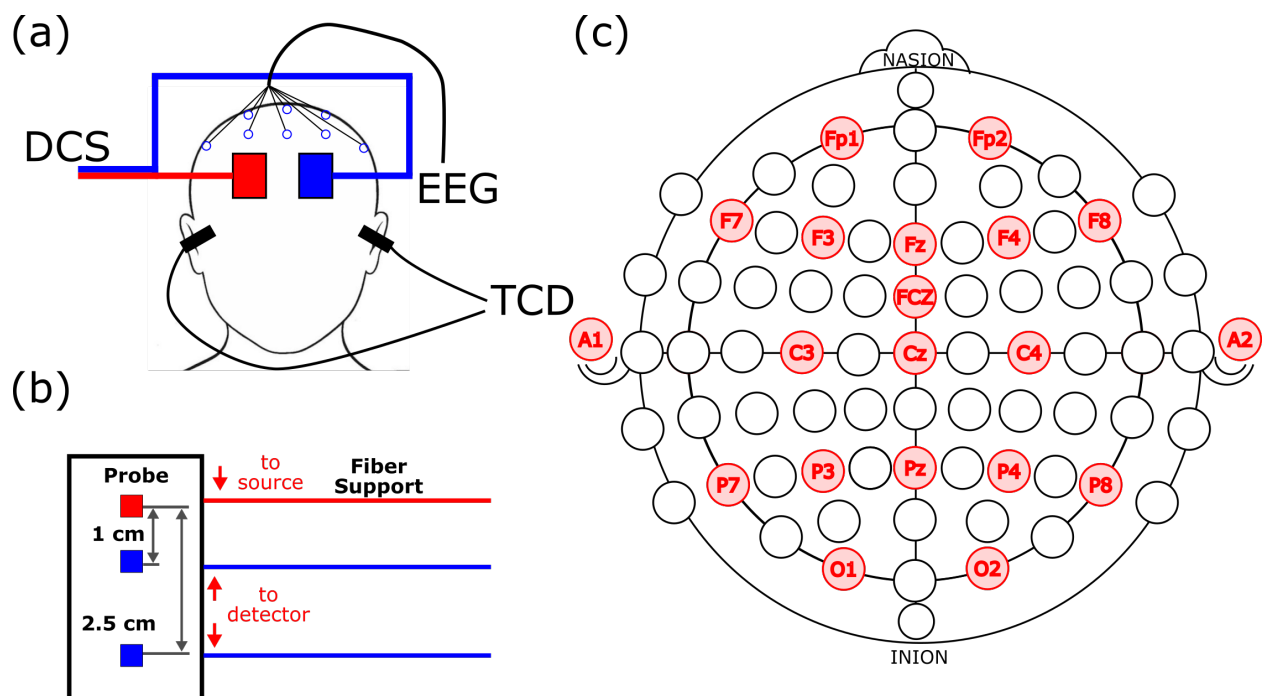 (a)
DCS
EEG
TCD
(b)
Probe
to
source
Fiber
Support
1 cm
to
detector
2.5 cm
(c)
NASION
Fp1
Fp2
F7
F3
Fz
F4
F8
FCZ
A1
C3
Cz
C4
A2
P7
P3
Pz
P4
P8
O1
O2
INION